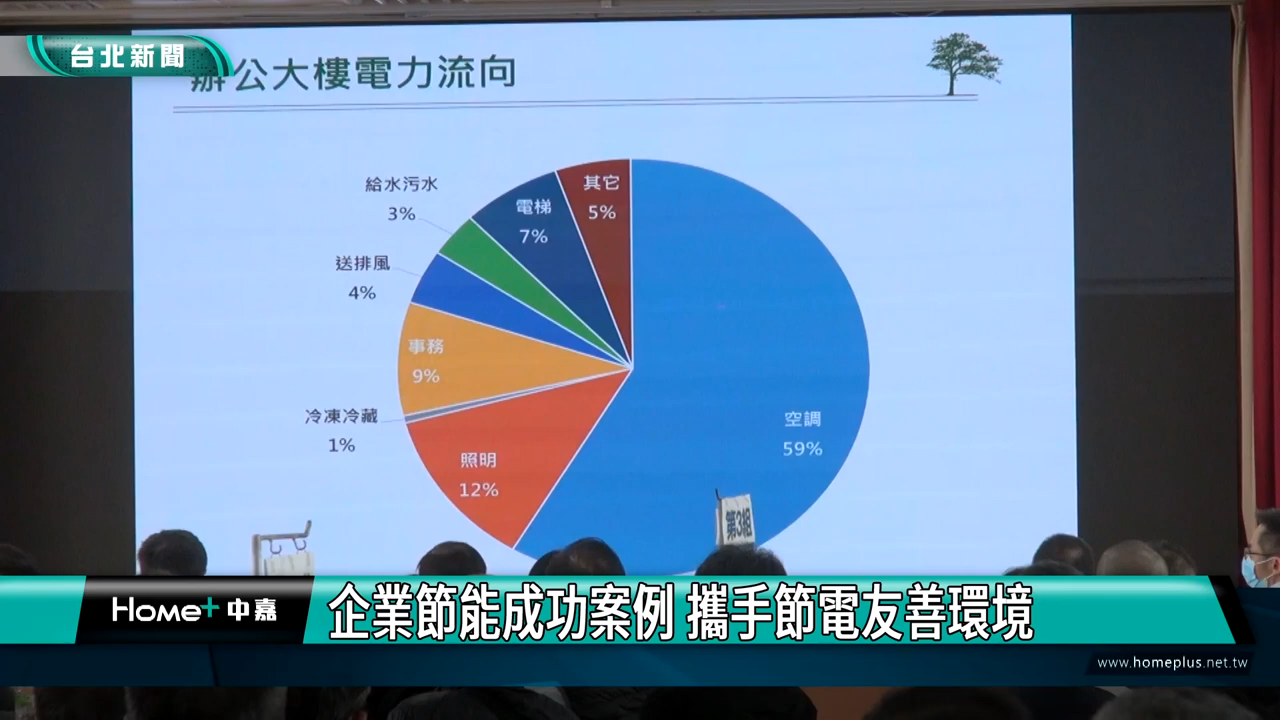 台北新聞
辦公大樓電力流向
給水污水
3%
電梯
7%
其它
5%
送排風
4%
事務
9%
冷凍冷藏
1%
照明
12%
空調
59%
第3組
企業節能成功案例 攜手節電友善環境
Home+ 中嘉
www.homeplus.net.tw